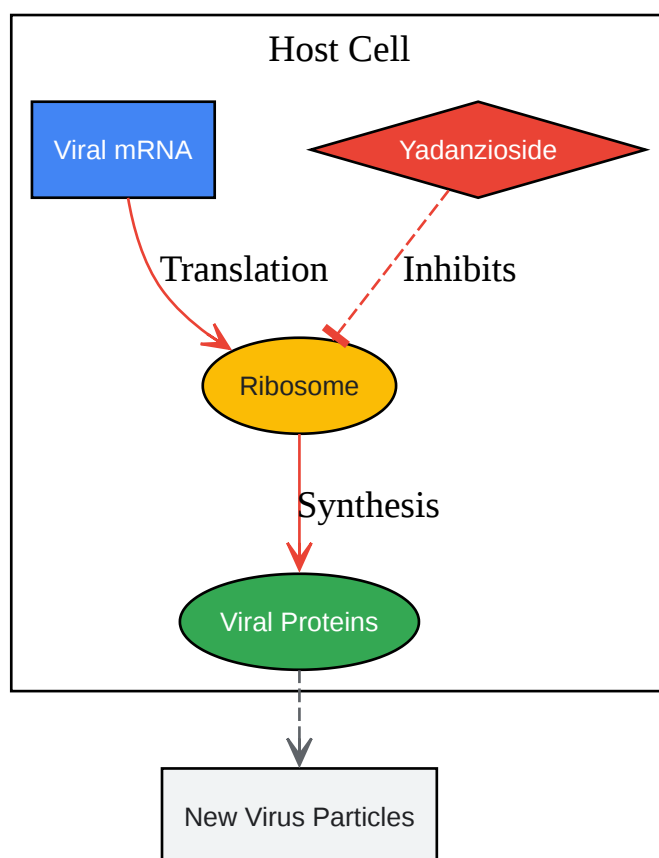 Host Cell
Viral mRNA
Yadanzioside
Translation
Inhibits
Ribosome
Synthesis
Viral Proteins
New Virus Particles